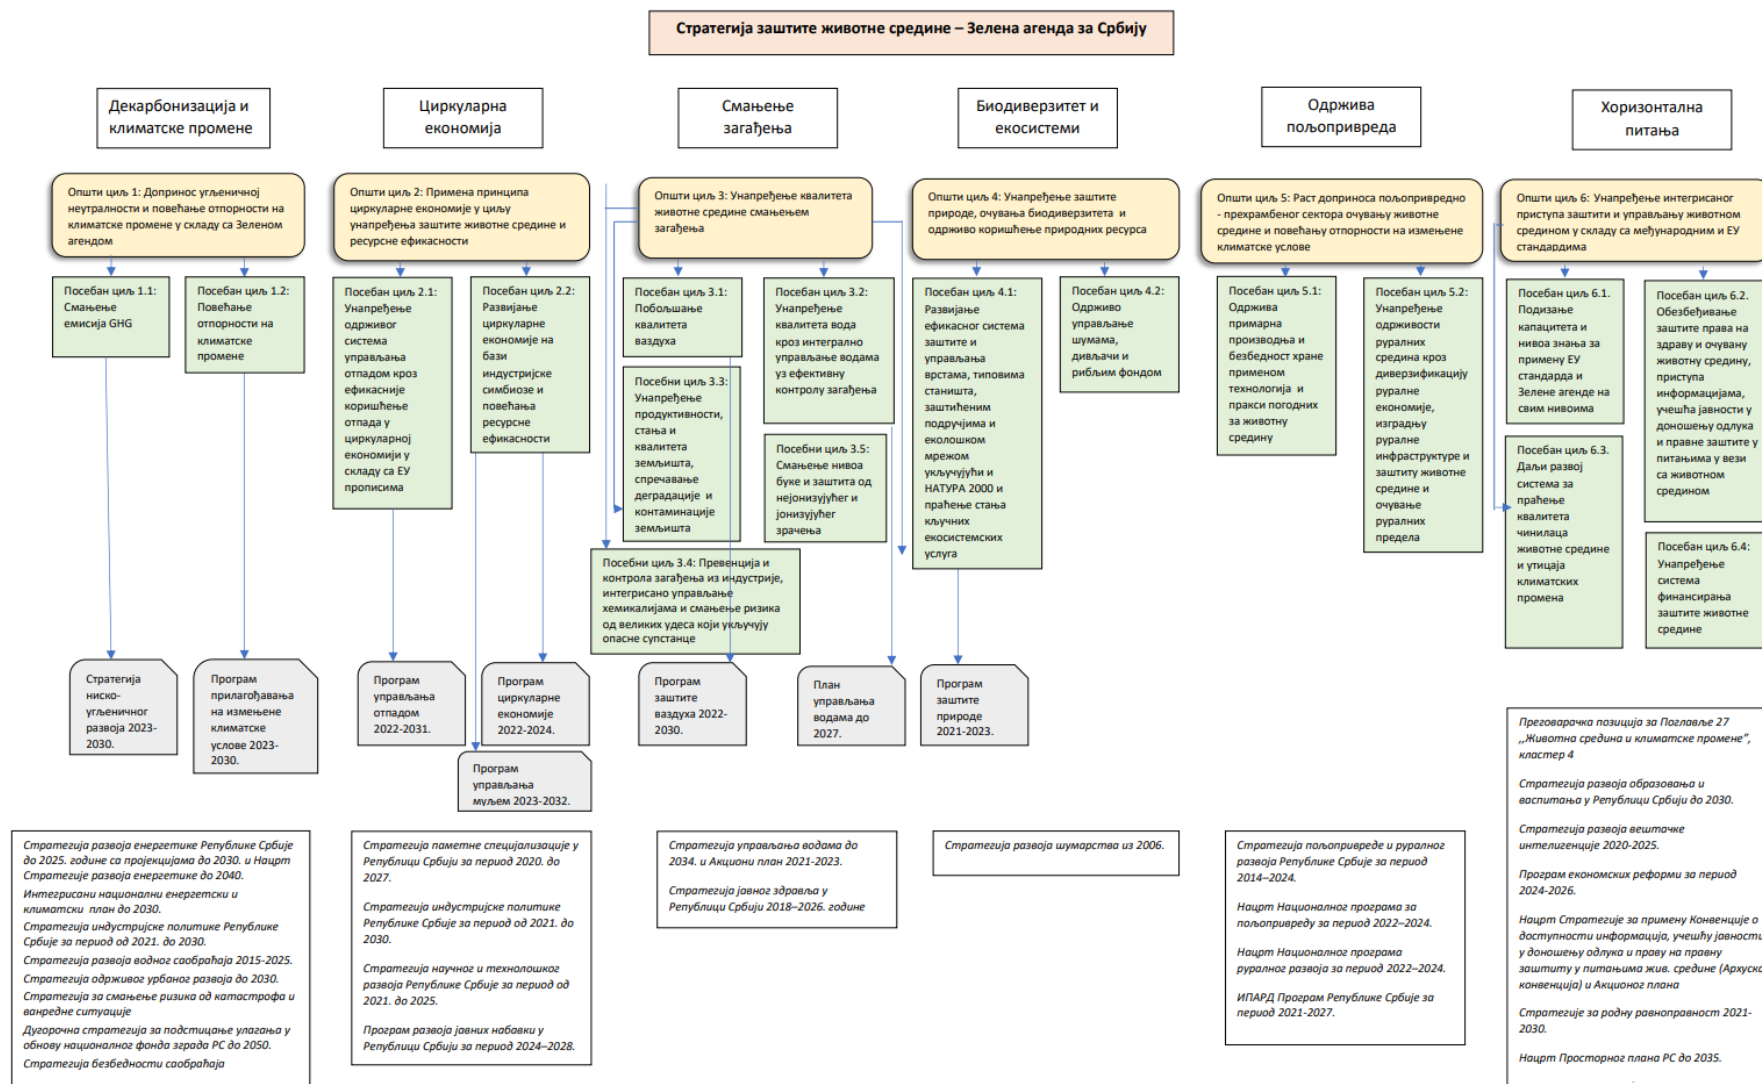 Стратегија заштите животне средине – Зелена агенда за Србију
Декарбонизација и
климатске промене
Циркуларна
економија
Смањење
загађења
Биодиверзитет и
екосистеми
Одржива
пољопривреда
Хоризонтална
питања
Општи циљ 1: Допринос угљеничној
неутралности и повећање отпорности на
климатске промене у складу са Зеленом
агендом
Општи циљ 2: Примена принципа
циркуларне економије у циљу
унапређења заштите животне средине и
ресурсне ефикасности
Општи циљ 3: Унапређење квалитета
животне средине смањењем
загађења
Општи циљ 4: Унапређење заштите
природе, очувања биодиверзитета и
одрживо коришћење природних ресурса
Општи циљ 5: Раст доприноса пољопривредно
- прехрамбеног сектора очувању животне
средине и повећању отпорности на измењене
климатске услове
Општи циљ 6: Унапређење интегрисаног
приступа заштити и управљању животном
средином у складу са међународним и ЕУ
стандардима
Посебан циљ 1.1:
Смањење
емисија GHG
Посебан циљ 1.2:
Повећање
отпорности на
климатске
промене
Посебан циљ 2.1:
Унапређење
одрживог
система
управљања
отпадом кроз
ефикасније
коришћење
отпада у
циркуларној
економији у
складу са ЕУ
прописима
Посебан циљ 2.2:
Развијање
циркуларне
економије на
бази
индустријске
симбиозе и
повећања
ресурсне
ефикасности
Посебан циљ 3.1:
Побољшање
квалитета
ваздуха
Посебан циљ 3.2:
Унапређење
квалитета вода
кроз интегрално
управљање водама
уз ефективну
контролу загађења
Посебни циљ 3.3:
Унапређење
продуктивности,
стања и
квалитета
земљишта,
спречавање
деградације и
контаминације
земљишта
Посебни циљ 3.5:
Смањење нивоа
буке и заштита од
нејонизујућег и
јонизујућег
зрачења
Посебни циљ 3.4: Превенција и
контрола загађења из индустрије,
интегрисано управљање
хемикалијама и смањење ризика
од великих удеса који укључују
опасне супстанце
Посебан циљ 4.1:
Развијање
ефикасног система
заштите и
управљања
врстама, типовима
станишта,
заштићеним
подручјима и
еколошком
мрежом
укључујући и
НАТУРА 2000 и
праћење стања
кључних
екосистемских
услуга
Посебан циљ 4.2:
Одрживо
управљање
шумама,
дивљачи и
рибљим фондом
Посебан циљ 5.1:
Одржива
примарна
производња и
безбедност хране
применом
технологија и
пракси погодних
за животну
средину
Посебан циљ 5.2:
Унапређење
одрживости
руралних
средина кроз
диверзификацију
руралне
економије,
изградњу
руралне
инфраструктуре и
заштиту животне
средине и
очување
руралних
предела
Посебан циљ 6.1.
Подизање
капацитета и
нивоа знања за
примену ЕУ
стандарда и
Зелене агенде на
свим нивоима
Посебан циљ 6.2.
Обезбеђивање
заштите права на
здраву и очувану
животну средину,
приступа
информацијама,
учешћа јавности у
доношењу одлука
и правне заштите у
питањима у вези
са животном
средином
Посебан циљ 6.3.
Даљи развој
система за
праћење
квалитета
чинилаца
животне средине
и утицаја
климатских
промена
Посебан циљ 6.4:
Унапређење
система
финансирања
заштите животне
средине
Стратегија
ниско-
угљеничног
развоја 2023-
2030.
Програм
прилагођавања
на измењене
климатске
услове 2023-
2030.
Програм
управљања
отпадом
2022-2031.
Програм
циркуларне
економије
2022-2024.
Програм
управљања
муљем 2023-2032.
Програм
заштите
ваздуха 2022-
2030.
План
управљања
водама до
2027.
Програм
заштите
природе
2021-2023.
Стратегија развоја енергетике Републике Србије
до 2025. године са пројекцијама до 2030. и Нацрт
Стратегије развоја енергетике до 2040.
Интегрисани национални енергетски и
климатски план до 2030.
Стратегија индустријске политике Републике
Србије за период од 2021. до 2030.
Стратегија развоја водног саобраћаја 2015-2025.
Стратегија одрживог урбаног развоја до 2030.
Стратегија за смањење ризика од катастрофа и
ванредне ситуације
Дугорочна стратегија за подстицање улагања у
обнову националног фонда зграда РС до 2050.
Стратегија безбедности саобраћаја
Стратегија паметне специјализације у
Републици Србији за период 2020. до
2027.
Стратегија индустријске политике
Републике Србије за период од 2021. до
2030.
Стратегија научног и технолошког
развоја Републике Србије за период од
2021. до 2025.
Програм развоја јавних набавки у
Републици Србији за период 2024–2028.
Стратегија управљања водама до
2034. и Акциони план 2021-2023.
Стратегија јавног здравља у
Републици Србији 2018–2026. године
Стратегија развоја шумарства из 2006.
Стратегија пољопривреде и руралног
развоја Републике Србије за период
2014–2024.
Нацрт Националног програма за
пољопривреду за период 2022–2024.
Нацрт Националног програма
руралног развоја за период 2022–2024.
ИПАРД Програм Републике Србије за
период 2021-2027.
Преговарачка позиција за Поглавље 27
,,Животна средина и климатске промене”,
кластер 4
Стратегија развоја образовања и
васпитања у Републици Србији до 2030.
Стратегија развоја вештачке
интелигенције 2020-2025.
Програм економских реформи за период
2024-2026.
Нацрт Стратегије за примену Конвенције о
доступности информација, учешћу јавности
у доношењу одлука и праву на правну
заштиту у питањима жив. средине (Архуска
конвенција) и Акционог плана
Стратегије за родну равноправност 2021-
2030.
Нацрт Просторног плана РС до 2035.